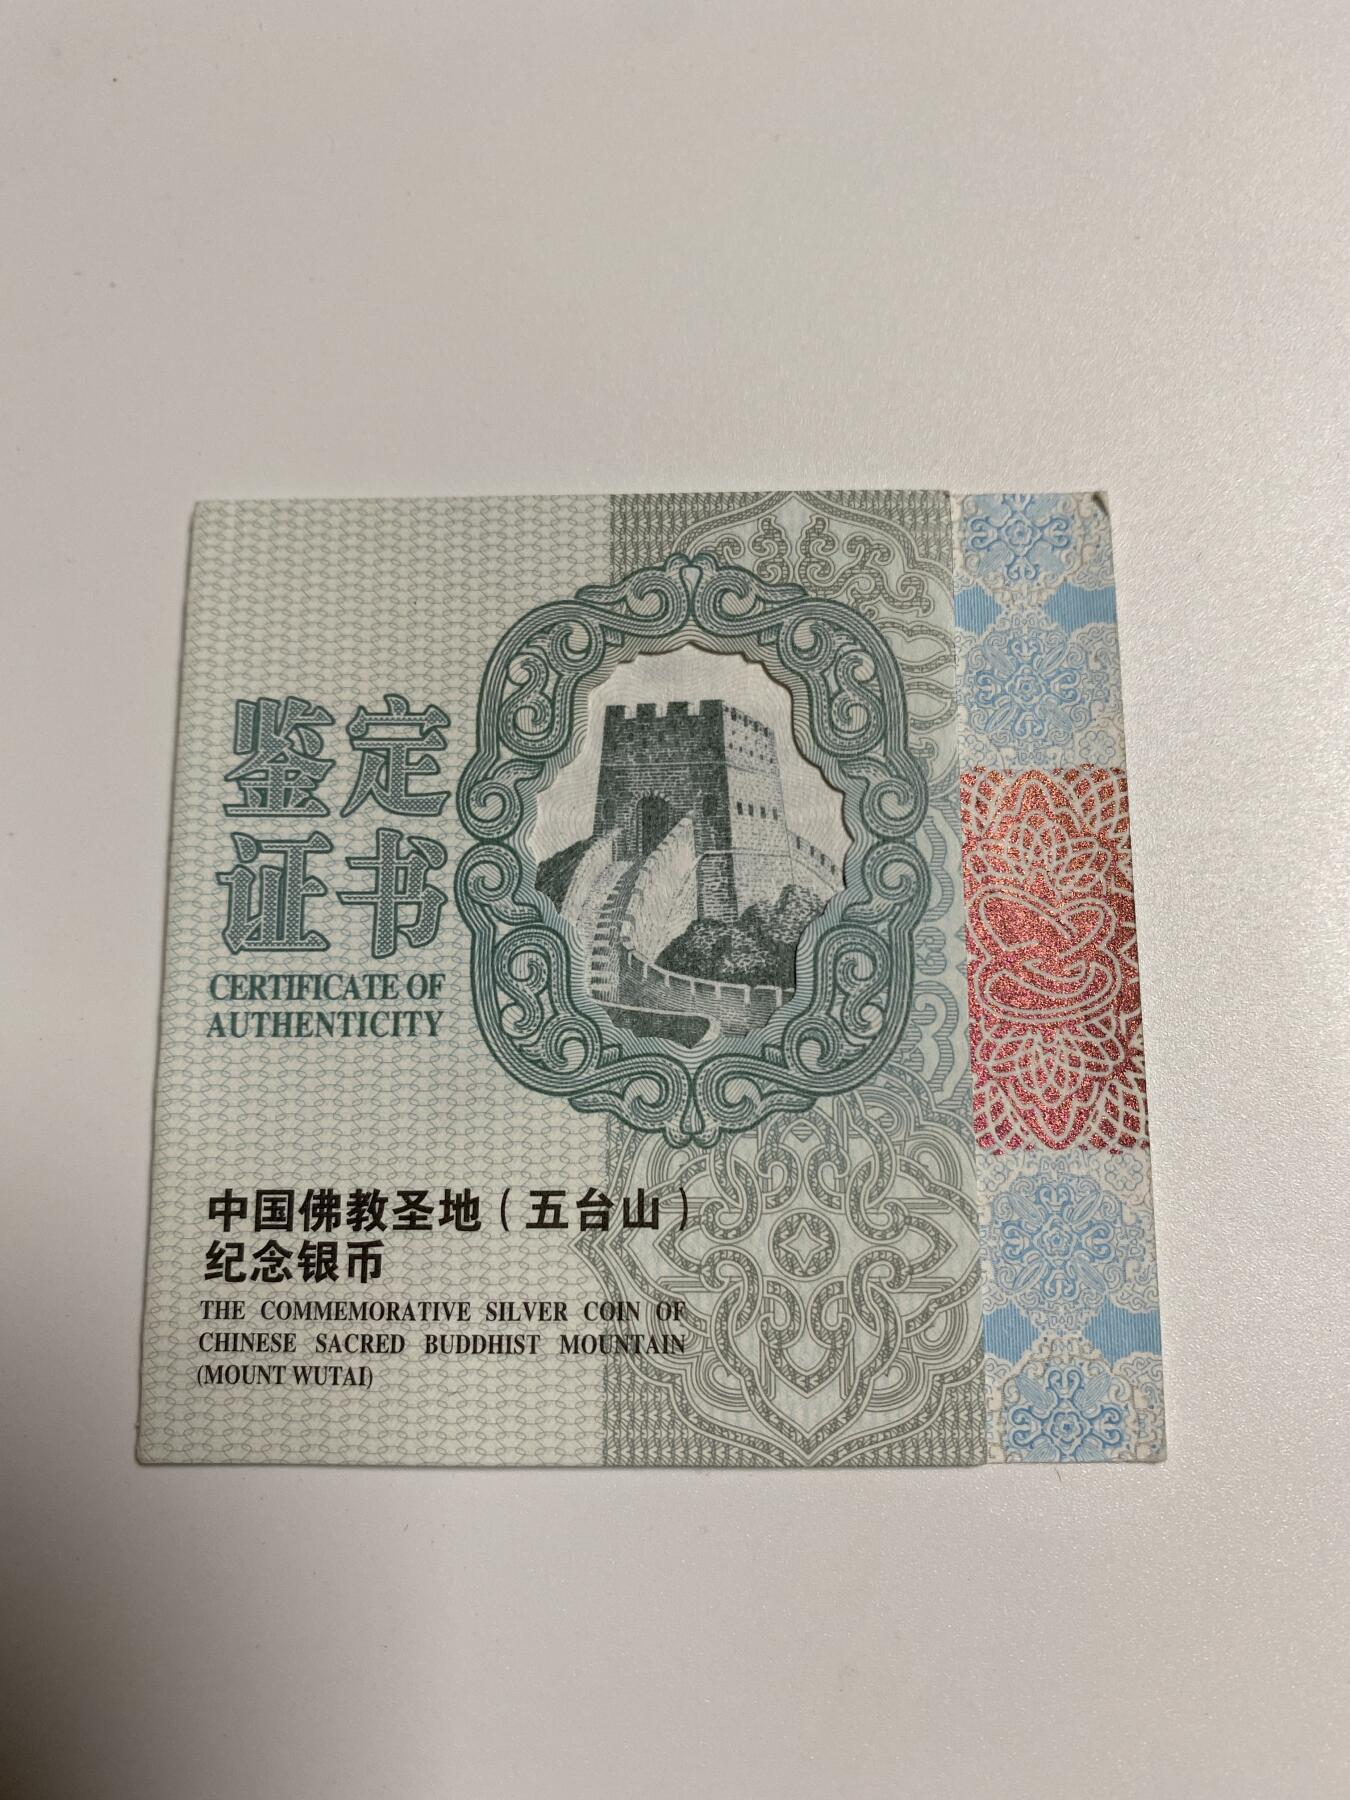 鉴定
证书
CERTIFICATE OF
AUTHENTICITY
中国佛教圣地（五台山）
纪念银币
THE COMMEMORATIVE SILVER COIN OF
CHINESE SACRED BUDDHIST MOUNTAIN
(MOUNT WUTAI)